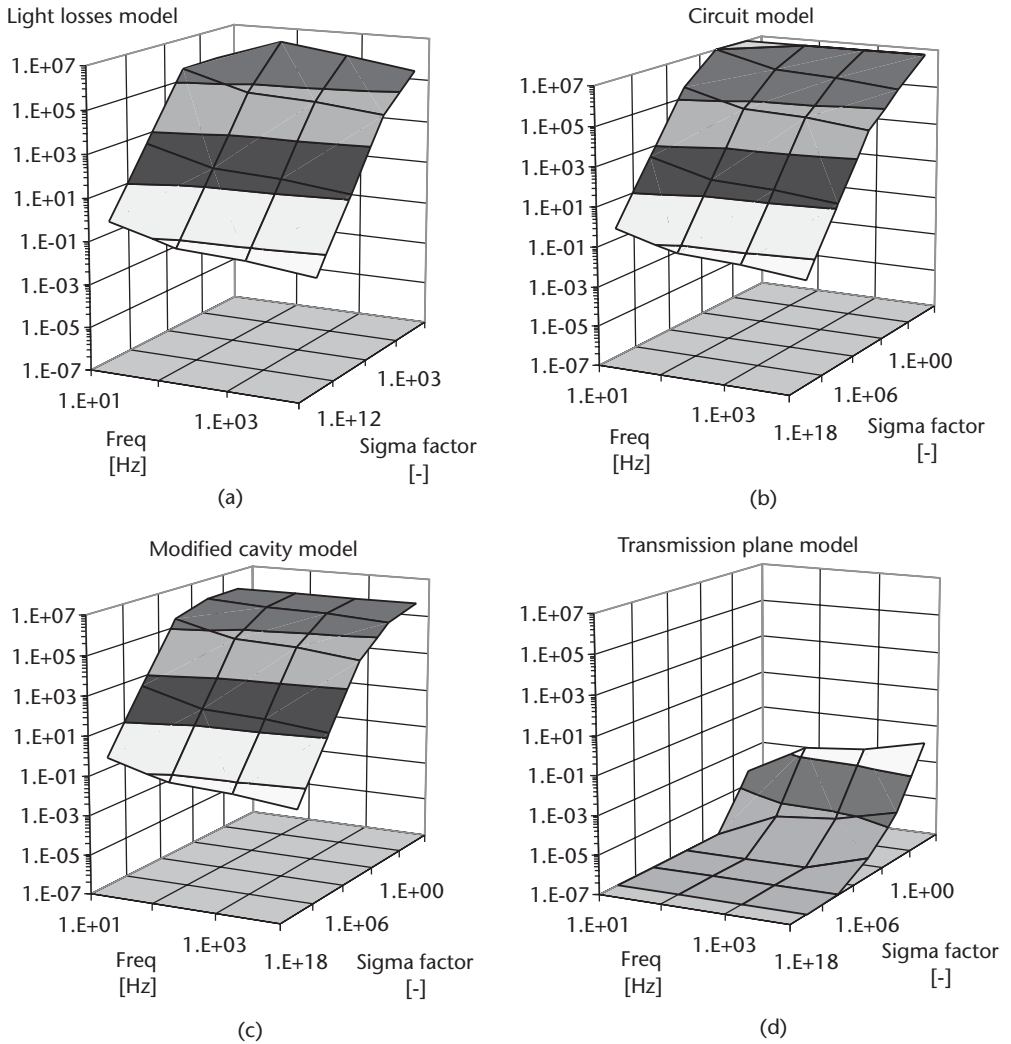 Light losses model
1.E+07
1.E+05
1.E+03
1.E+01
1.E-01
1.E-03
1.E-05
1.E-07
1.E+01
1.E+03
1.E+12
1.E+03
Freq
[Hz]
Sigma factor
[-]
(a)
Circuit model
1.E+07
1.E+05
1.E+03
1.E+01
1.E-01
1.E-03
1.E-05
1.E-07
1.E+01
1.E+03
1.E+18
1.E+06
1.E+00
Freq
[Hz]
Sigma factor
[-]
(b)
Modified cavity model
1.E+07
1.E+05
1.E+03
1.E+01
1.E-01
1.E-03
1.E-05
1.E-07
1.E+01
1.E+03
1.E+18
1.E+06
1.E+00
Freq
[Hz]
Sigma factor
[-]
(c)
Transmission plane model
1.E+07
1.E+05
1.E+03
1.E+01
1.E-01
1.E-03
1.E-05
1.E-07
1.E+01
1.E+03
1.E+18
1.E+06
1.E+00
Freq
[Hz]
Sigma factor
[-]
(d)